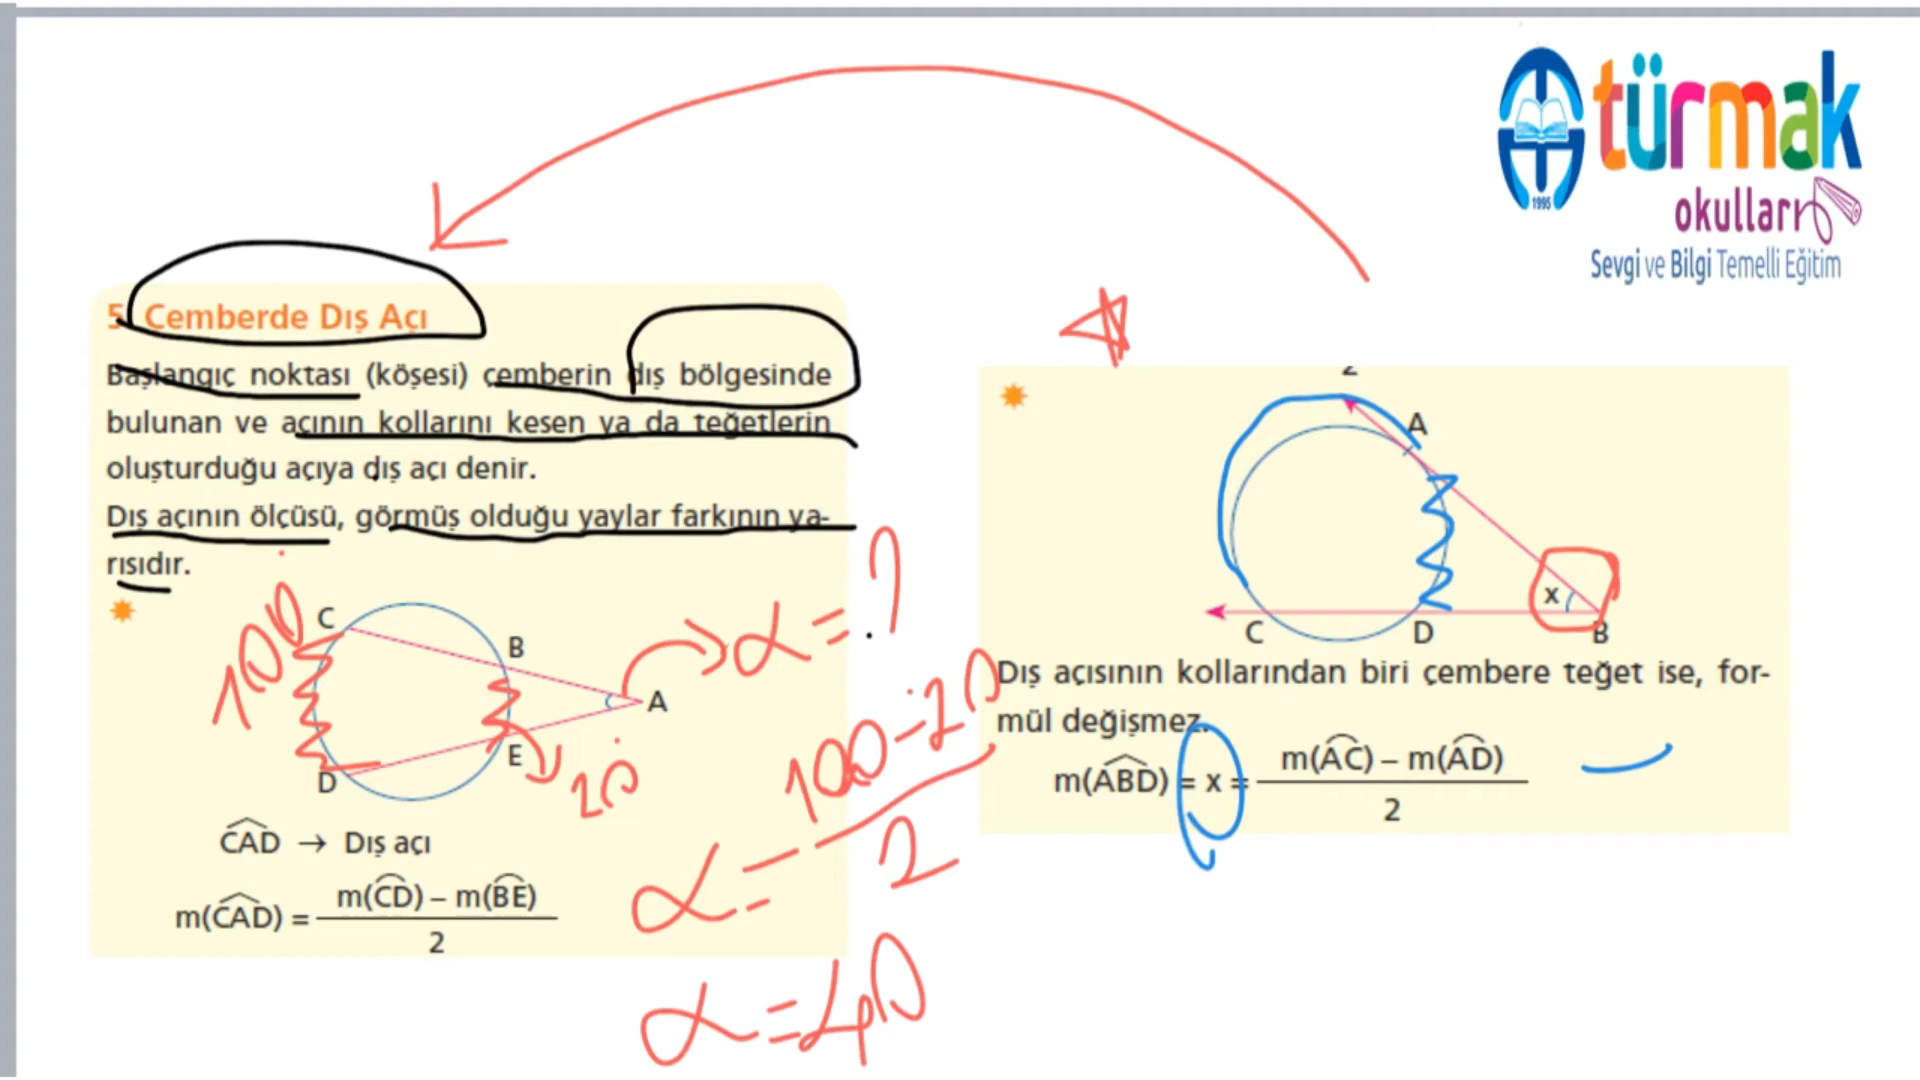 türmak
okulları
1995
Sevgi ve Bilgi Temelli Eğitim
5. Çemberde Dış Açı
Başlangıç noktası (köşesi) çemberin dış bölgesinde
bulunan ve açının kollarını kesen ya da teğetlerin
oluşturduğu açıya dış açı denir.
Dış açının ölçüsü, görmüş olduğu yaylar farkının ya-
rısıdır.
100
C
B
A
E
D
20
α = ?
CAD → Dış açı
m(CAD) = m(CD) – m(BE)
2
α = 100 - 20
2
α = 40
A
x
C
D
B
Dış açısının kollarından biri çembere teğet ise, for-
mül değişmez.
m(ABD) = x = m(AC) – m(AD)
2